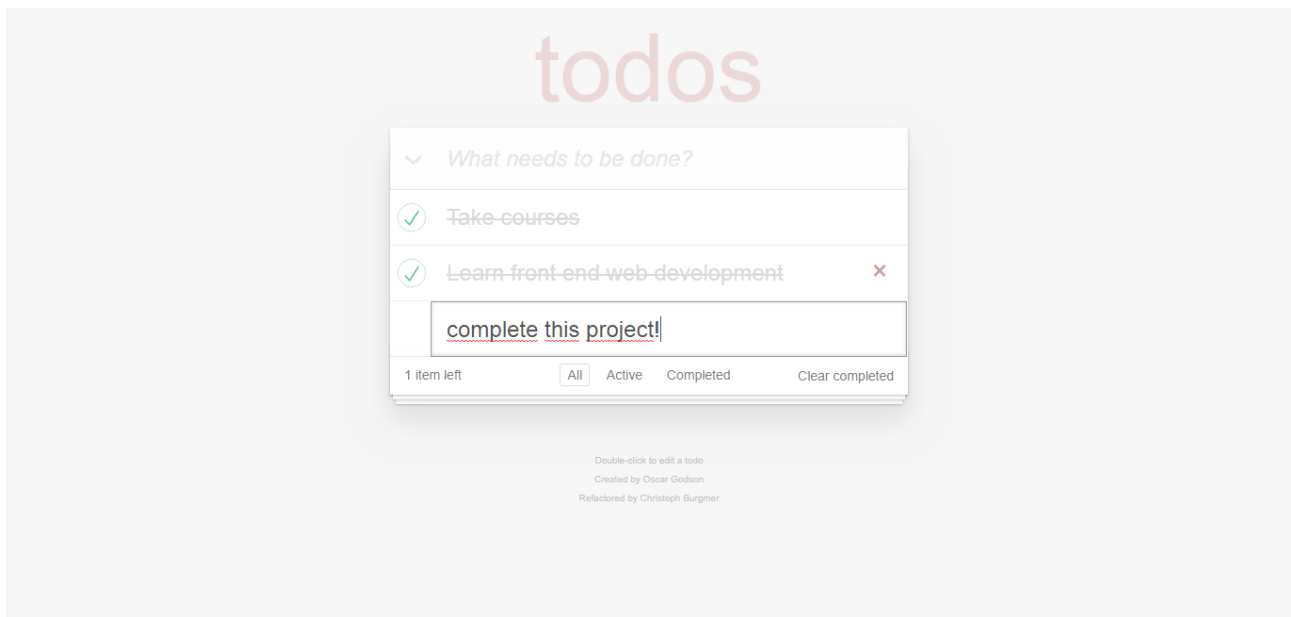 todos
What needs to be done?
Take courses
Learn front end web development
complete this project!
1 item left All Active Completed Clear completed
Double-click to edit a todo
Created by Oscar Godson
Refactored by Christoph Burgmer